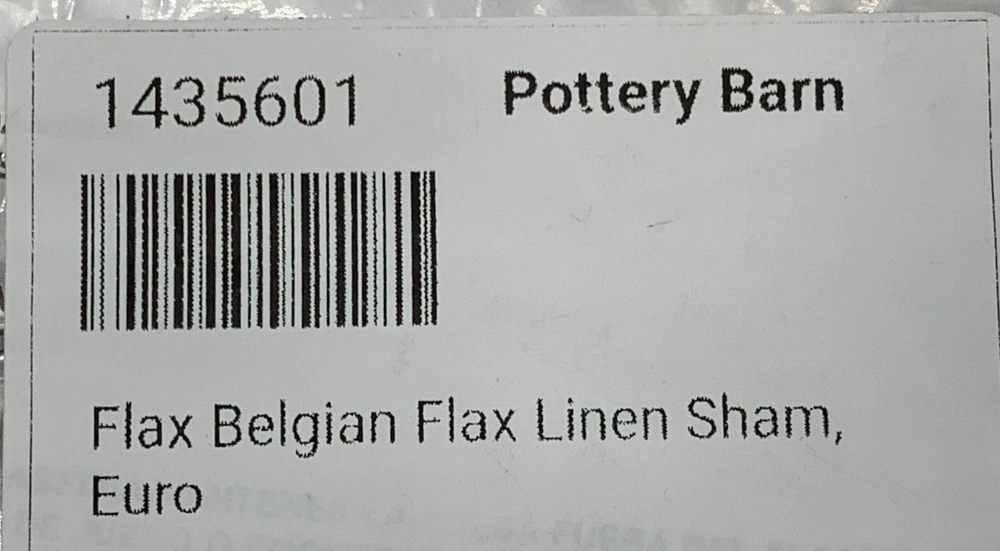 1435601 Pottery Barn
Flax Belgian Flax Linen Sham,
Euro